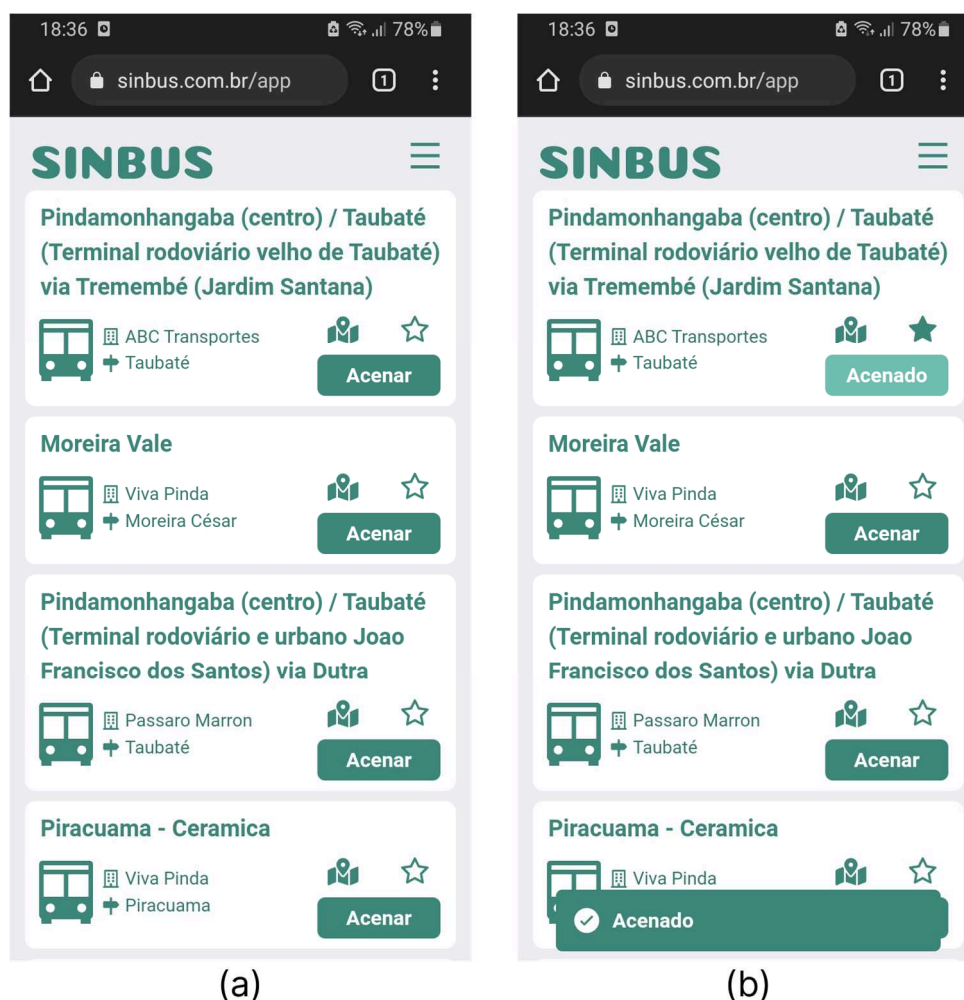 18:36 78%
sinbus.com.br/app 1
SINBUS
Pindamonhangaba (centro) / Taubaté
(Terminal rodoviário velho de Taubaté)
via Tremembé (Jardim Santana)
ABC Transportes
Taubaté
Acenar
Moreira Vale
Viva Pinda
Moreira César
Acenar
Pindamonhangaba (centro) / Taubaté
(Terminal rodoviário e urbano Joao
Francisco dos Santos) via Dutra
Passaro Marron
Taubaté
Acenar
Piracuama - Ceramica
Viva Pinda
Piracuama
Acenar
(a)
18:36 78%
sinbus.com.br/app 1
SINBUS
Pindamonhangaba (centro) / Taubaté
(Terminal rodoviário velho de Taubaté)
via Tremembé (Jardim Santana)
ABC Transportes
Taubaté
Acenado
Moreira Vale
Viva Pinda
Moreira César
Acenar
Pindamonhangaba (centro) / Taubaté
(Terminal rodoviário e urbano Joao
Francisco dos Santos) via Dutra
Passaro Marron
Taubaté
Acenar
Piracuama - Ceramica
Viva Pinda
Acenado
(b)